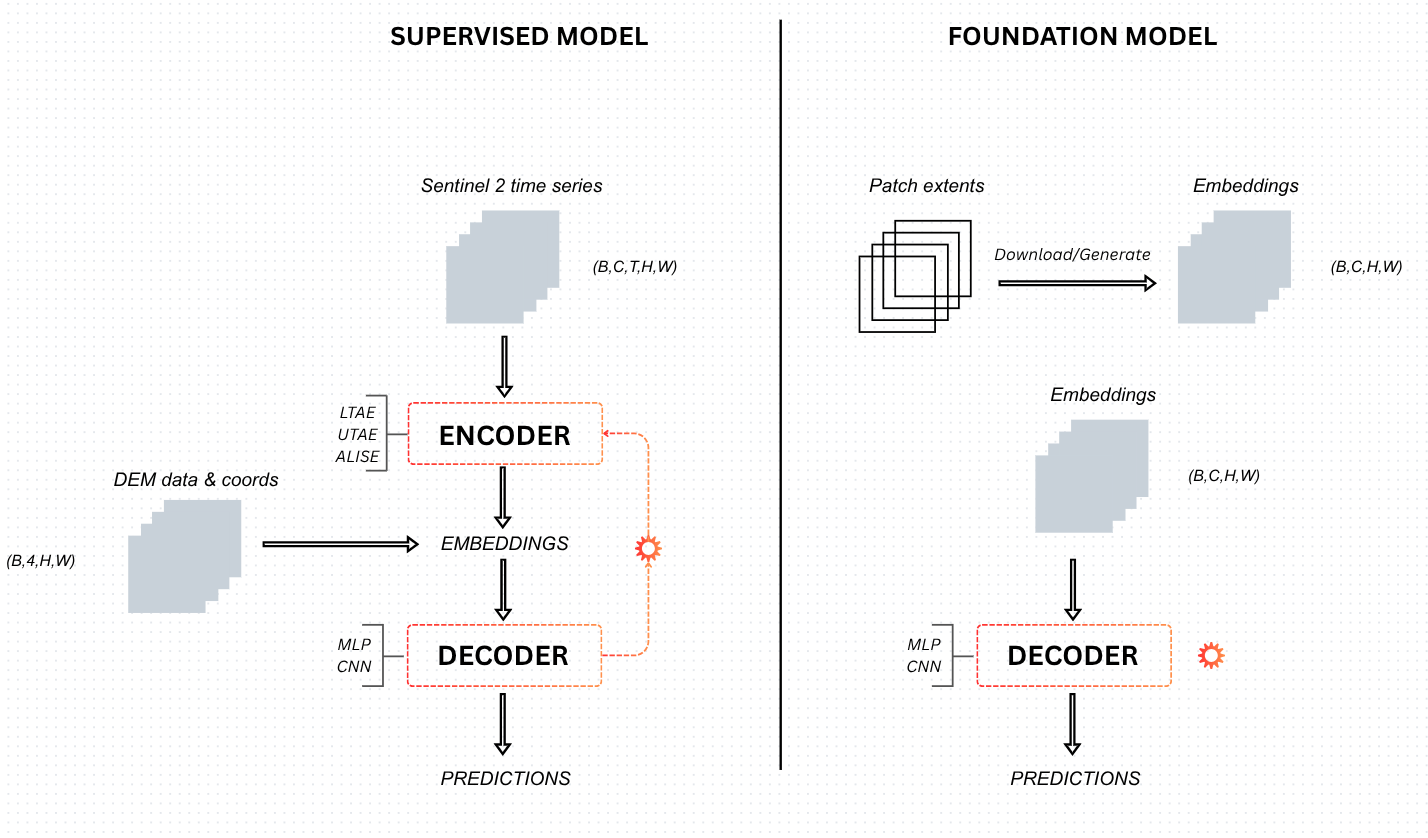 SUPERVISED MODEL
Sentinel 2 time series
(B,C,T,H,W)
LTAE
UTAE
ALISE
ENCODER
DEM data & coords
(B,4,H,W)
EMBEDDINGS
MLP
CNN
DECODER
PREDICTIONS
FOUNDATION MODEL
Patch extents
Download/Generate
Embeddings
(B,C,H,W)
Embeddings
(B,C,H,W)
MLP
CNN
DECODER
PREDICTIONS